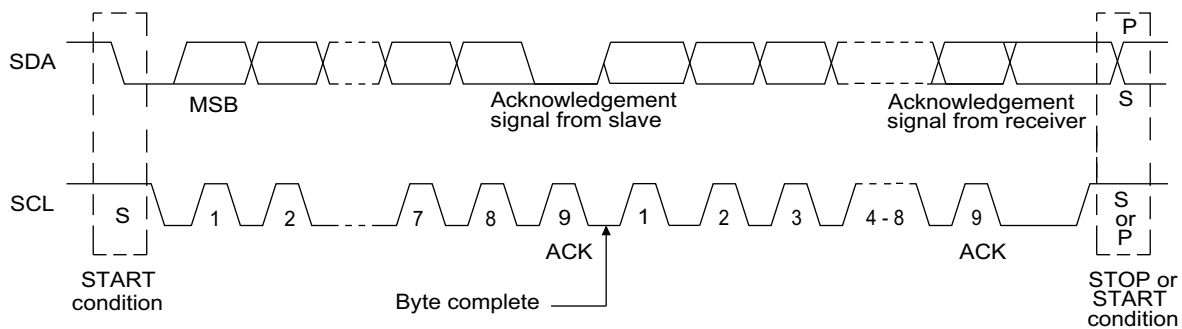 P
SDA
MSB
Acknowledgement
signal from slave
Acknowledgement
signal from receiver
S
SCL
S
1
2
7
8
9
1
2
3
4 - 8
9
S
or
P
ACK
ACK
START
condition
Byte complete
STOP or
START
condition